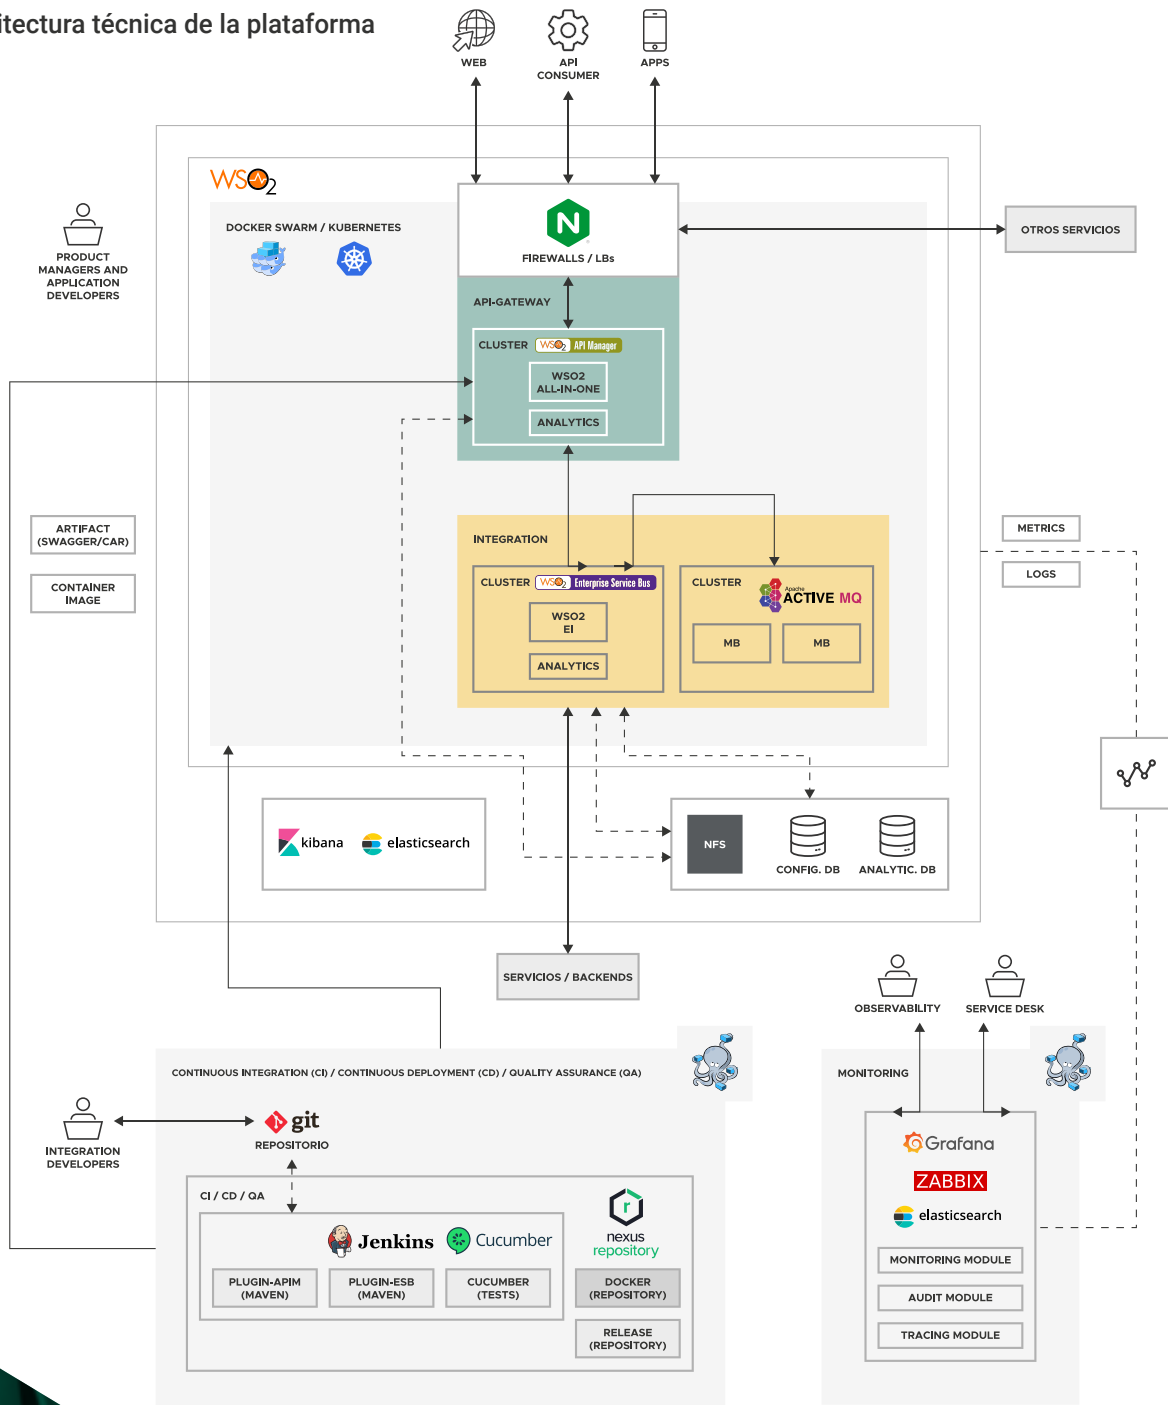 itectura técnica de la plataforma
WEB
API
CONSUMER
APPS
WSO2
DOCKER SWARM / KUBERNETES
N
FIREWALLS / LBs
OTROS SERVICIOS
PRODUCT
MANAGERS AND
APPLICATION
DEVELOPERS
API-GATEWAY
CLUSTER
WSO2 API Manager
WSO2
ALL-IN-ONE
ANALYTICS
ARTIFACT
(SWAGGER/CAR)
CONTAINER
IMAGE
METRICS
LOGS
INTEGRATION
CLUSTER
WSO2 Enterprise Service Bus
WSO2
EI
ANALYTICS
CLUSTER
Apache
ACTIVE MQ
MB
MB
kibana
elasticsearch
NFS
CONFIG. DB
ANALYTIC. DB
SERVICIOS / BACKENDS
OBSERVABILITY
SERVICE DESK
CONTINUOUS INTEGRATION (CI) / CONTINUOUS DEPLOYMENT (CD) / QUALITY ASSURANCE (QA)
MONITORING
INTEGRATION
DEVELOPERS
git
REPOSITORIO
CI / CD / QA
Jenkins
Cucumber
r
nexus
repository
PLUGIN-APIM
(MAVEN)
PLUGIN-ESB
(MAVEN)
CUCUMBER
(TESTS)
DOCKER
(REPOSITORY)
RELEASE
(REPOSITORY)
Grafana
ZABBIX
elasticsearch
MONITORING MODULE
AUDIT MODULE
TRACING MODULE